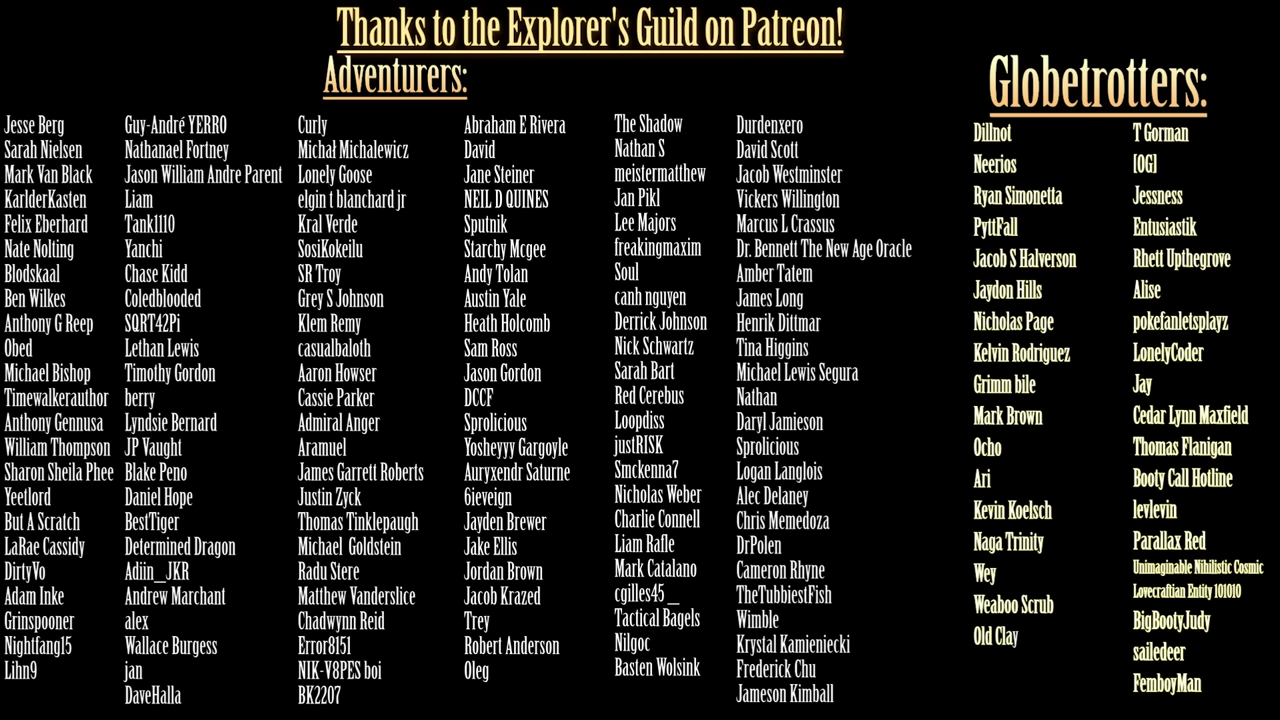 Thanks to the Explorer's Guild on Patreon!
Adventurers:
Jesse Berg
Sarah Nielsen
Mark Van Black
KarlderKasten
Felix Eberhard
Nate Nolting
Blodskaal
Ben Wilkes
Anthony G Reep
Obed
Michael Bishop
Timewalkerauthor
Anthony Gennusa
William Thompson
Sharon Sheila Phee
Yeetlord
But A Scratch
LaRae Cassidy
DirtyVo
Adam Inke
Grinspooner
Nightfang15
Lihn9
Guy-André YERRO
Nathanael Fortney
Jason William Andre Parent
Liam
Tank1110
Yanchi
Chase Kidd
Coledblooded
SQRT42Pi
Lethan Lewis
Timothy Gordon
berry
Lyndsie Bernard
JP Vaught
Blake Peno
Daniel Hope
BestTiger
Determined Dragon
Adiin_JKR
Andrew Marchant
alex
Wallace Burgess
jan
DaveHalla
Curly
Michał Michalewicz
Lonely Goose
elgin t blanchard jr
Kral Verde
SosiKokeilu
SR Troy
Grey S Johnson
Klem Remy
casualbaloth
Aaron Howser
Cassie Parker
Admiral Anger
Aramuel
James Garrett Roberts
Justin Zyck
Thomas Tinklepaugh
Michael Goldstein
Radu Stere
Matthew Vanderslice
Chadwynn Reid
Error8151
NIK-V8PES boi
BK2207
Abraham E Rivera
David
Jane Steiner
NEIL D QUINES
Sputnik
Starchy Mcgee
Andy Tolan
Austin Yale
Heath Holcomb
Sam Ross
Jason Gordon
DCCF
Sprolicious
Yosheyyy Gargoyle
Auryxendr Saturne
6ieveign
Jayden Brewer
Jake Ellis
Jordan Brown
Jacob Krazed
Trey
Robert Anderson
Oleg
The Shadow
Nathan S
meistermatthew
Jan Pikl
Lee Majors
freakingmaxim
Soul
canh nguyen
Derrick Johnson
Nick Schwartz
Sarah Bart
Red Cerebus
Loopdiss
justRISK
Smckenna7
Nicholas Weber
Charlie Connell
Liam Rafle
Mark Catalano
cgilles45_
Tactical Bagels
Nilgoc
Basten Wolsink
Durdenxero
David Scott
Jacob Westminster
Vickers Willington
Marcus L Crassus
Dr. Bennett The New Age Oracle
Amber Tatem
James Long
Henrik Dittmar
Tina Higgins
Michael Lewis Segura
Nathan
Daryl Jamieson
Sprolicious
Logan Langlois
Alec Delaney
Chris Memedoza
DrPolen
Cameron Rhyne
TheTubbiestFish
Wimble
Krystal Kamieniecki
Frederick Chu
Jameson Kimball
Globetrotters:
Dillnot
Neerios
Ryan Simonetta
PyttFall
Jacob S Halverson
Jaydon Hills
Nicholas Page
Kelvin Rodriguez
Grimm bile
Mark Brown
Ocho
Ari
Kevin Koelsch
Naga Trinity
Wey
Weaboo Scrub
Old Clay
T Gorman
[OG]
Jessness
Entusiastik
Rhett Upthegrove
Alise
pokefanletsplayz
LonelyCoder
Jay
Cedar Lynn Maxfield
Thomas Flanigan
Booty Call Hotline
levlevin
Parallax Red
Unimaginable Nihilistic Cosmic
Lovecraftian Entity 101010
BigBootyJudy
sailedeer
FemboyMan